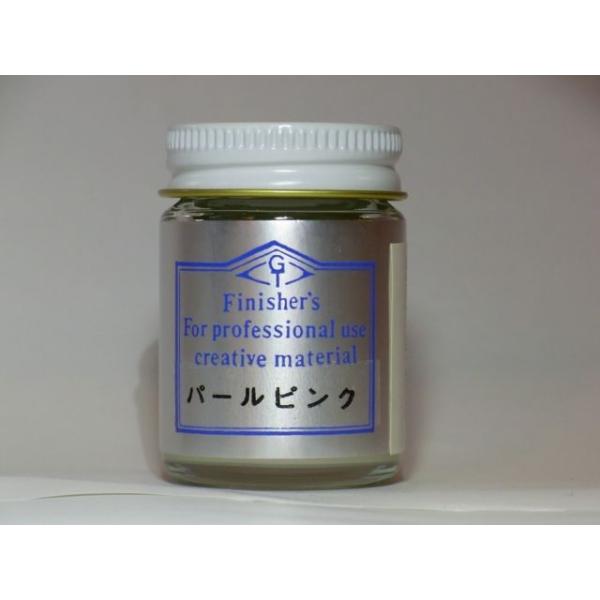 GT
Finisher's
For professional use
creative material
パールピンク